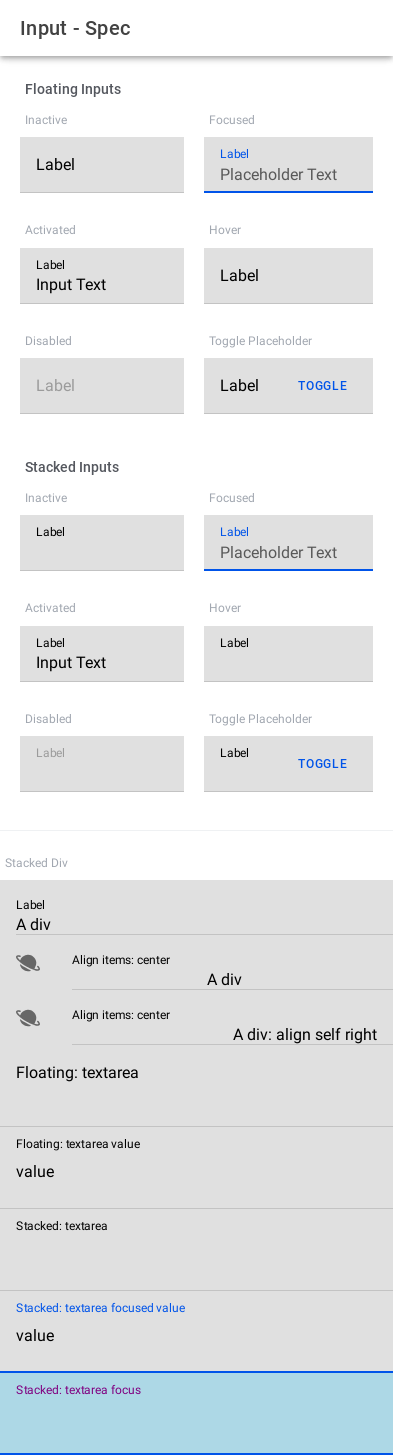 Input - Spec
Floating Inputs
Inactive
Focused
Label
Label
Placeholder Text
Activated
Hover
Label
Input Text
Label
Disabled
Toggle Placeholder
Label
Label TOGGLE
Stacked Inputs
Inactive
Focused
Label
Label
Placeholder Text
Activated
Hover
Label
Input Text
Label
Disabled
Toggle Placeholder
Label
Label TOGGLE
Stacked Div
Label
A div
Align items: center
A div
Align items: center
A div: align self right
Floating: textarea
Floating: textarea value
value
Stacked: textarea
Stacked: textarea focused value
value
Stacked: textarea focus